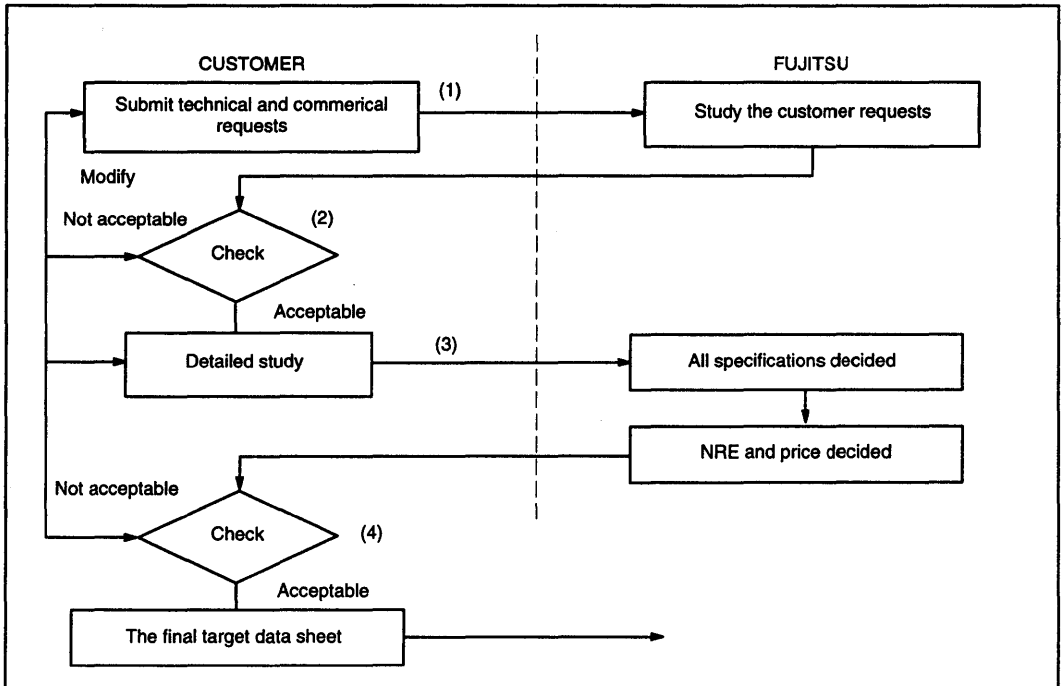 CUSTOMER
FUJITSU
(1)
Submit technical and commerical
requests
Study the customer requests
Modify
Not acceptable
(2)
Check
Acceptable
Detailed study
(3)
All specifications decided
NRE and price decided
Not acceptable
Check
(4)
Acceptable
The final target data sheet